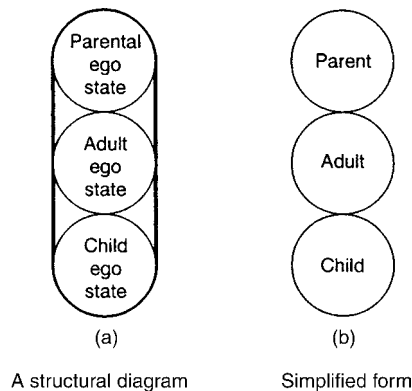 Parental
ego
state
Adult
ego
state
Child
ego
state
(a)
A structural diagram
Parent
Adult
Child
(b)
Simplified form